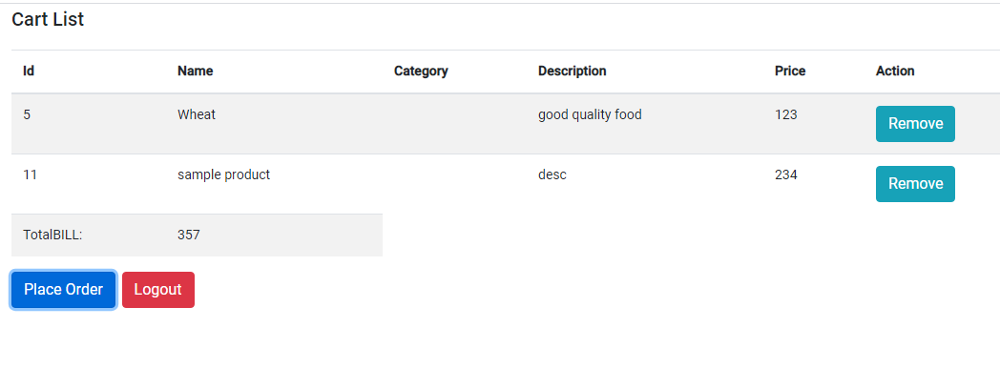 Cart List
Id Name Category Description Price Action
5 Wheat good quality food 123 Remove
11 sample product desc 234 Remove
TotalBILL: 357
Place Order Logout